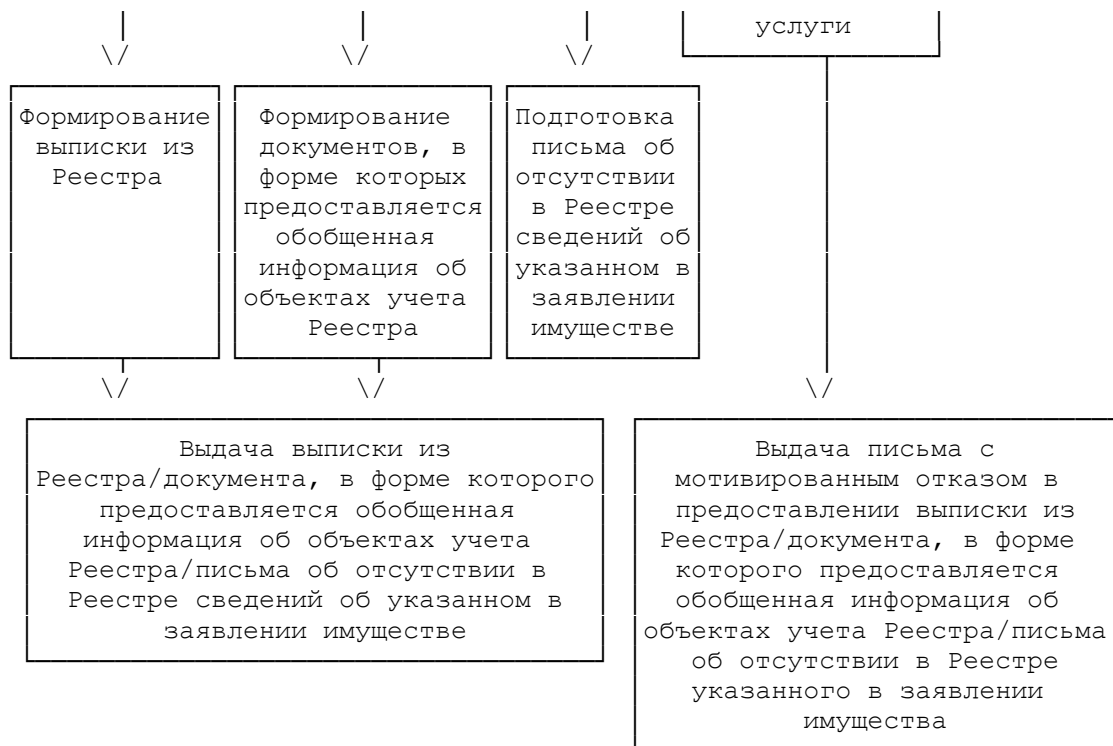 услуги
Формирование
выписки из
Реестра
Формирование
документов, в
форме которых
предоставляется
обобщенная
информация об
объектах учета
Реестра
Подготовка
письма об
отсутствии
в Реестре
сведений об
указанном в
заявлении
имуществе
Выдача выписки из
Реестра/документа, в форме которого
предоставляется обобщенная
информация об объектах учета
Реестра/письма об отсутствии в
Реестре сведений об указанном в
заявлении имуществе
Выдача письма с
мотивированным отказом в
предоставлении выписки из
Реестра/документа, в форме
которого предоставляется
обобщенная информация об
объектах учета Реестра/письма
об отсутствии в Реестре
указанного в заявлении
имущества